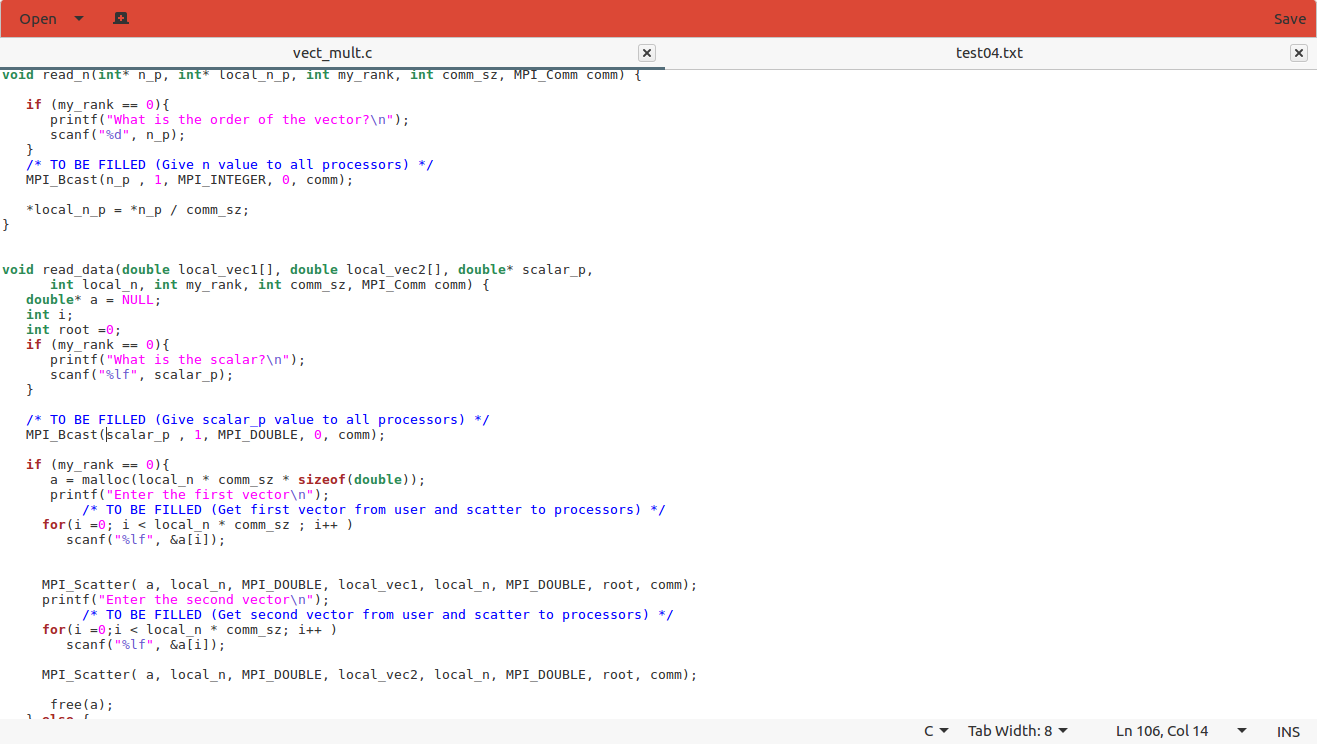 Open Save
vect_mult.c test04.txt
void read_n(int* n_p, int* local_n_p, int my_rank, int comm_sz, MPI_Comm comm) {
   if (my_rank == 0){
      printf("What is the order of the vector?\n");
      scanf("%d", n_p);
   }
   /* TO BE FILLED (Give n value to all processors) */
   MPI_Bcast(n_p , 1, MPI_INTEGER, 0, comm);
   *local_n_p = *n_p / comm_sz;
}
void read_data(double local_vec1[], double local_vec2[], double* scalar_p,
      int local_n, int my_rank, int comm_sz, MPI_Comm comm) {
   double* a = NULL;
   int i;
   int root =0;
   if (my_rank == 0){
      printf("What is the scalar?\n");
      scanf("%lf", scalar_p);
   }
   /* TO BE FILLED (Give scalar_p value to all processors) */
   MPI_Bcast(scalar_p , 1, MPI_DOUBLE, 0, comm);
   if (my_rank == 0){
      a = malloc(local_n * comm_sz * sizeof(double));
      printf("Enter the first vector\n");
          /* TO BE FILLED (Get first vector from user and scatter to processors) */
     for(i =0; i < local_n * comm_sz ; i++ )
        scanf("%lf", &a[i]);
     MPI_Scatter( a, local_n, MPI_DOUBLE, local_vec1, local_n, MPI_DOUBLE, root, comm);
     printf("Enter the second vector\n");
          /* TO BE FILLED (Get second vector from user and scatter to processors) */
     for(i =0;i < local_n * comm_sz; i++ )
        scanf("%lf", &a[i]);
     MPI_Scatter( a, local_n, MPI_DOUBLE, local_vec2, local_n, MPI_DOUBLE, root, comm);
      free(a);
   } else {
C Tab Width: 8 Ln 106, Col 14 INS